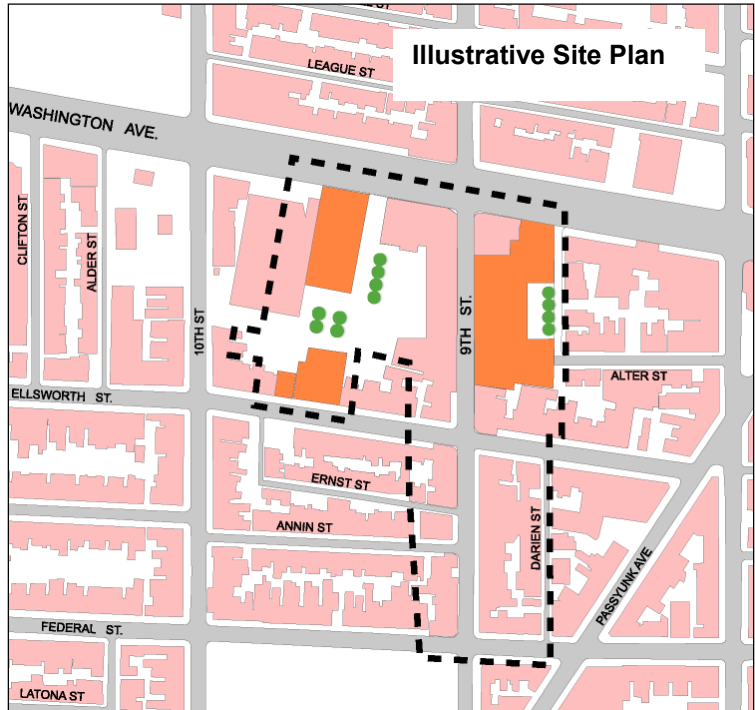 Illustrative Site Plan
LEAGUE ST
WASHINGTON AVE.
CLIFTON ST
ALDER ST
10TH ST
9TH ST.
ALTER ST
ELLSWORTH ST.
ERNST ST
ANNIN ST
DARIEN ST
PASSYUNK AVE
FEDERAL ST.
LATONA ST